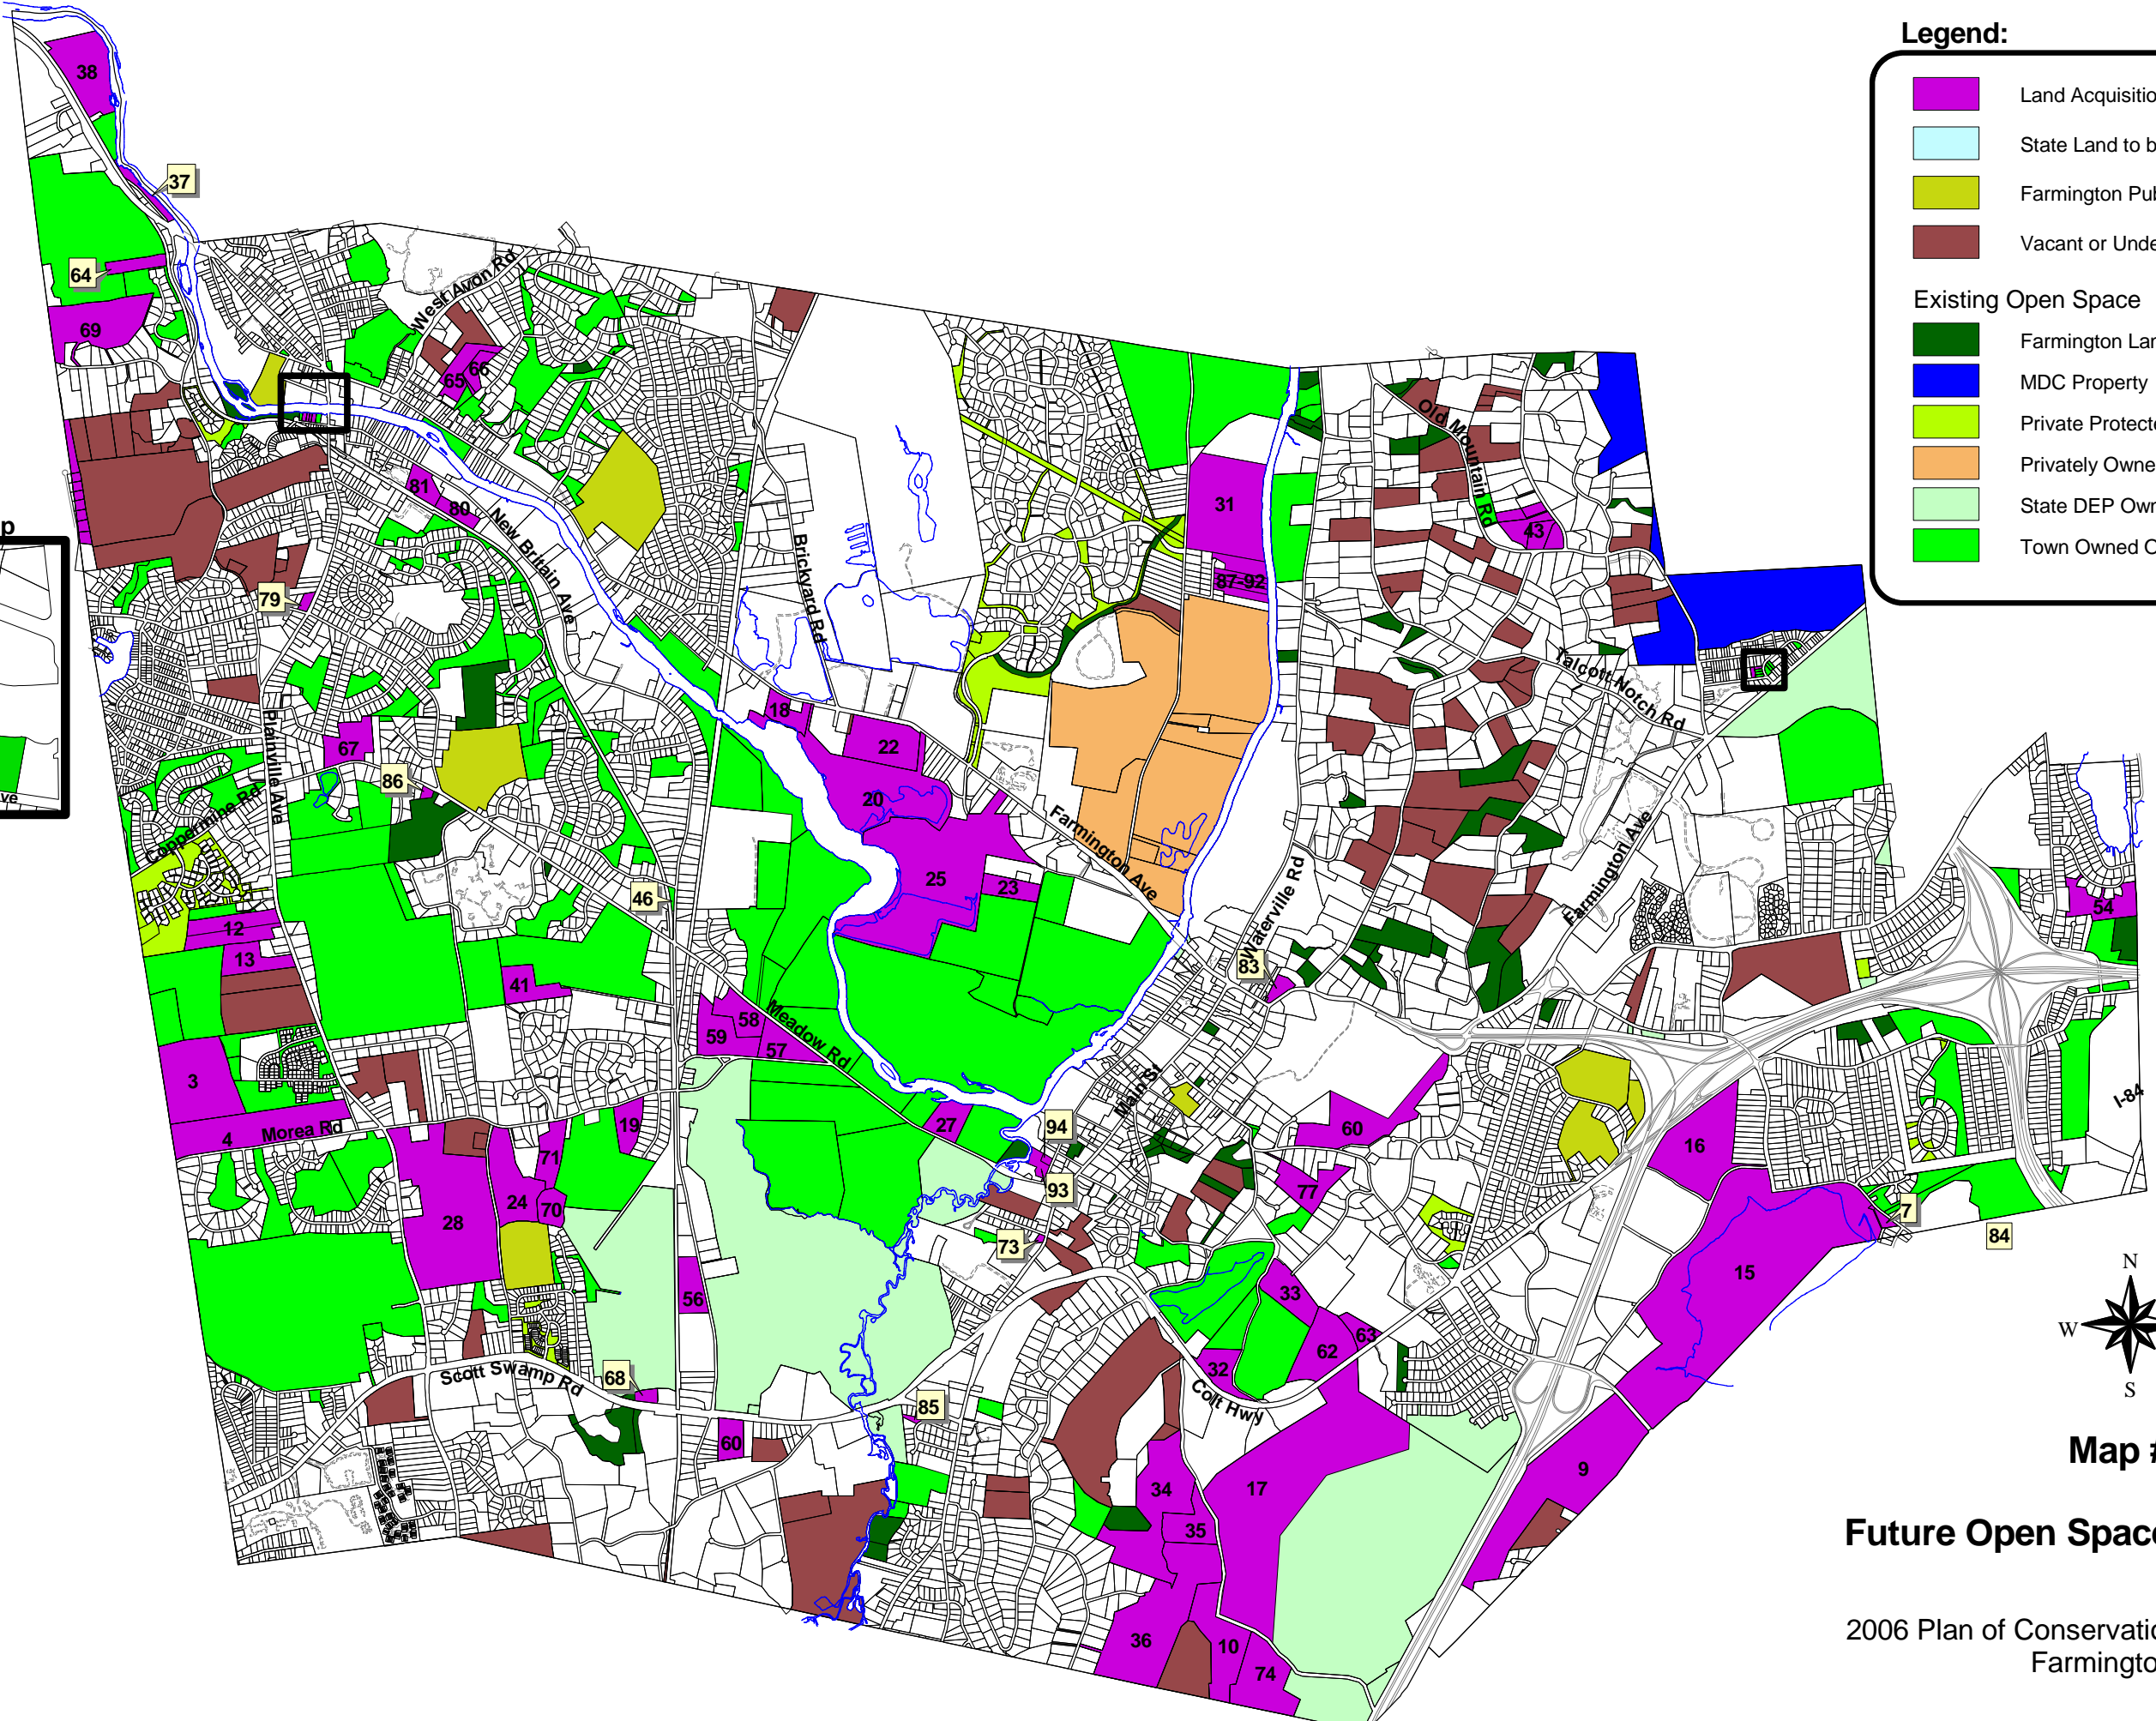 Legend:
Land Acquisitio
State Land to b
Farmington Pub
Vacant or Unde
Existing Open Space
Farmington Lan
MDC Property
Private Protecte
Privately Owne
State DEP Own
Town Owned O
38
37
64
69
West Avon Rd
66
65
81
80
New Britain Ave
Brickyard Rd
31
87-92
Old Mountain Rd
43
p
79
Talcott Notch Rd
Plainville Ave
67
86
Coppermine Rd
ve
18
22
20
25
23
Farmington Ave
Farmington Ave
Waterville Rd
46
54
12
13
41
83
58
59
57
Meadow Rd
3
4
Morea Rd
19
71
24
70
28
27
94
93
73
Main St
60
77
16
I-84
7
84
15
56
33
62
63
32
Colt Hwy
Scott Swamp Rd
68
85
60
34
35
17
9
36
10
74
N
W
S
Map #
Future Open Space
2006 Plan of Conservatio
Farmingto